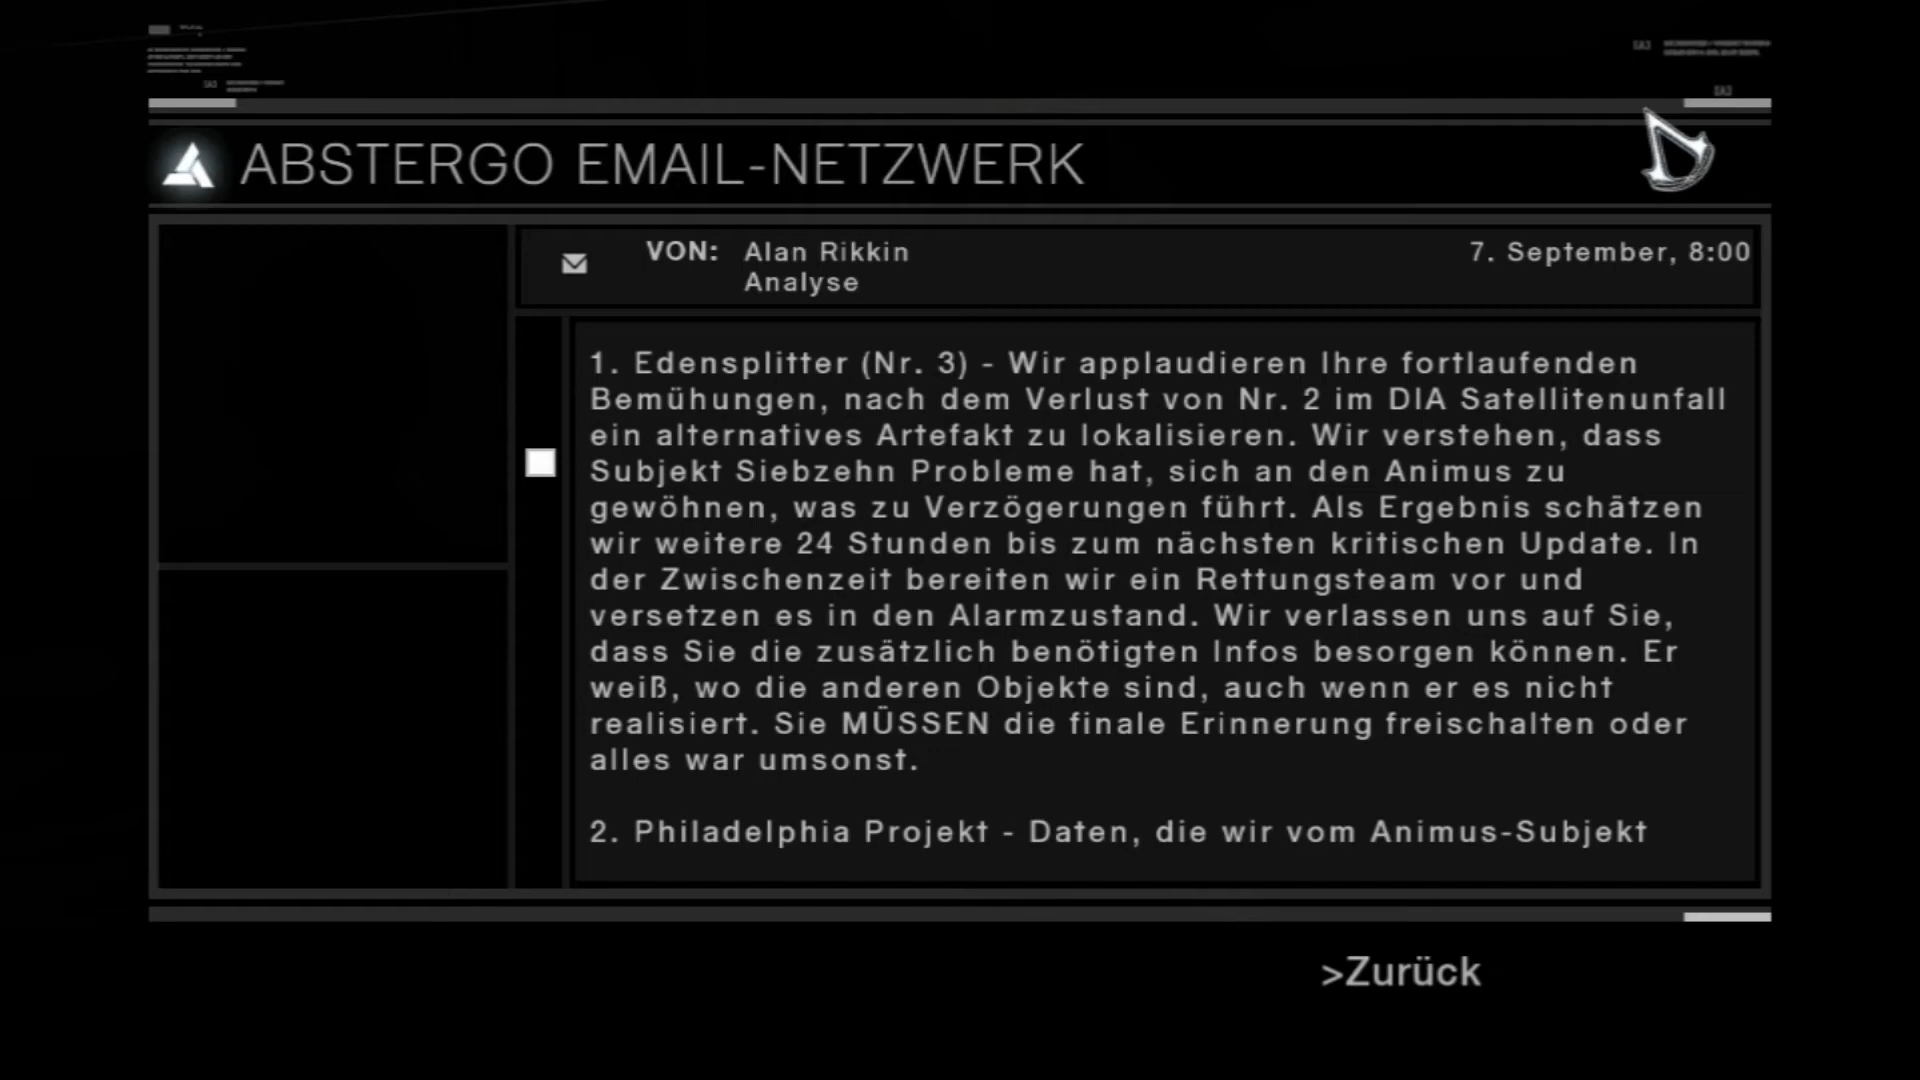 ABSTERGO EMAIL-NETZWERK
VON: Alan Rikkin 7. September, 8:00
Analyse
1. Edensplitter (Nr. 3) - Wir applaudieren Ihre fortlaufenden
Bemühungen, nach dem Verlust von Nr. 2 im DIA Satellitenunfall
ein alternatives Artefakt zu lokalisieren. Wir verstehen, dass
Subjekt Siebzehn Probleme hat, sich an den Animus zu
gewöhnen, was zu Verzögerungen führt. Als Ergebnis schätzen
wir weitere 24 Stunden bis zum nächsten kritischen Update. In
der Zwischenzeit bereiten wir ein Rettungsteam vor und
versetzen es in den Alarmzustand. Wir verlassen uns auf Sie,
dass Sie die zusätzlich benötigten Infos besorgen können. Er
weiß, wo die anderen Objekte sind, auch wenn er es nicht
realisiert. Sie MÜSSEN die finale Erinnerung freischalten oder
alles war umsonst.
2. Philadelphia Projekt - Daten, die wir vom Animus-Subjekt
>Zurück